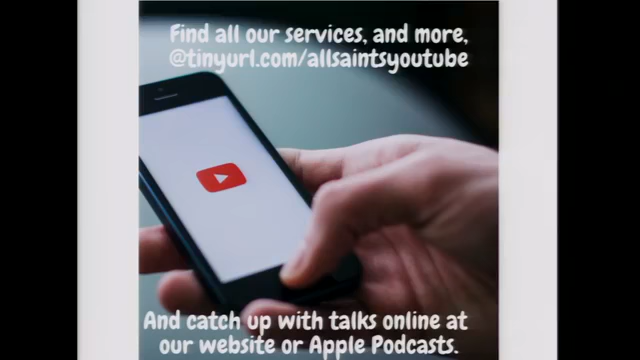 Find all our services, and more,
@tinyurl.com/allsaintsyoutube
And catch up with talks online at
our website or Apple Podcasts.